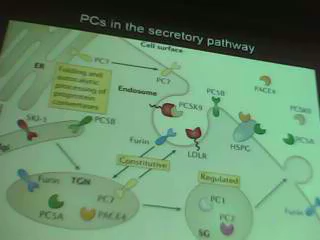 PCs in the secretory pathway
Cell surface
ER
PC7
PC7
Folding and
autocatalytic
processing of
proprotein
convertases
Endosome
PCSK9
PC5B
PACE4
PCSK9
PC5A
SKI-1
PC5B
Furin
LDLR
HSPG
lgi
Constitutive
Regulated
Furin
TGN
PC7
PC5A
PACE4
PC1
PC2
SG
Furin